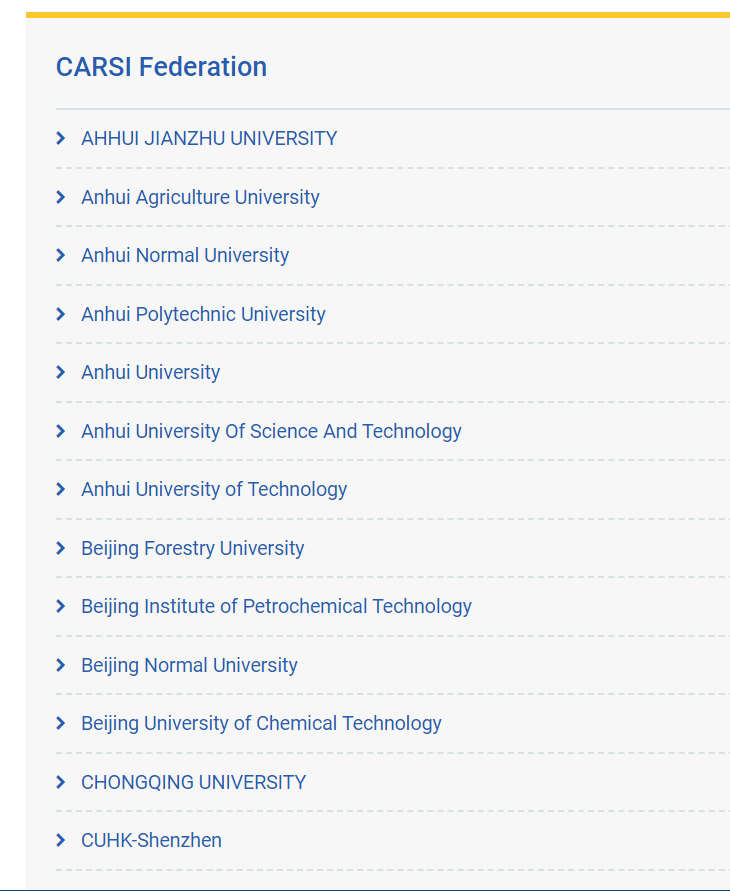 CARSI Federation
AHHUI JIANZHU UNIVERSITY
Anhui Agriculture University
Anhui Normal University
Anhui Polytechnic University
Anhui University
Anhui University Of Science And Technology
Anhui University of Technology
Beijing Forestry University
Beijing Institute of Petrochemical Technology
Beijing Normal University
Beijing University of Chemical Technology
CHONGQING UNIVERSITY
CUHK-Shenzhen